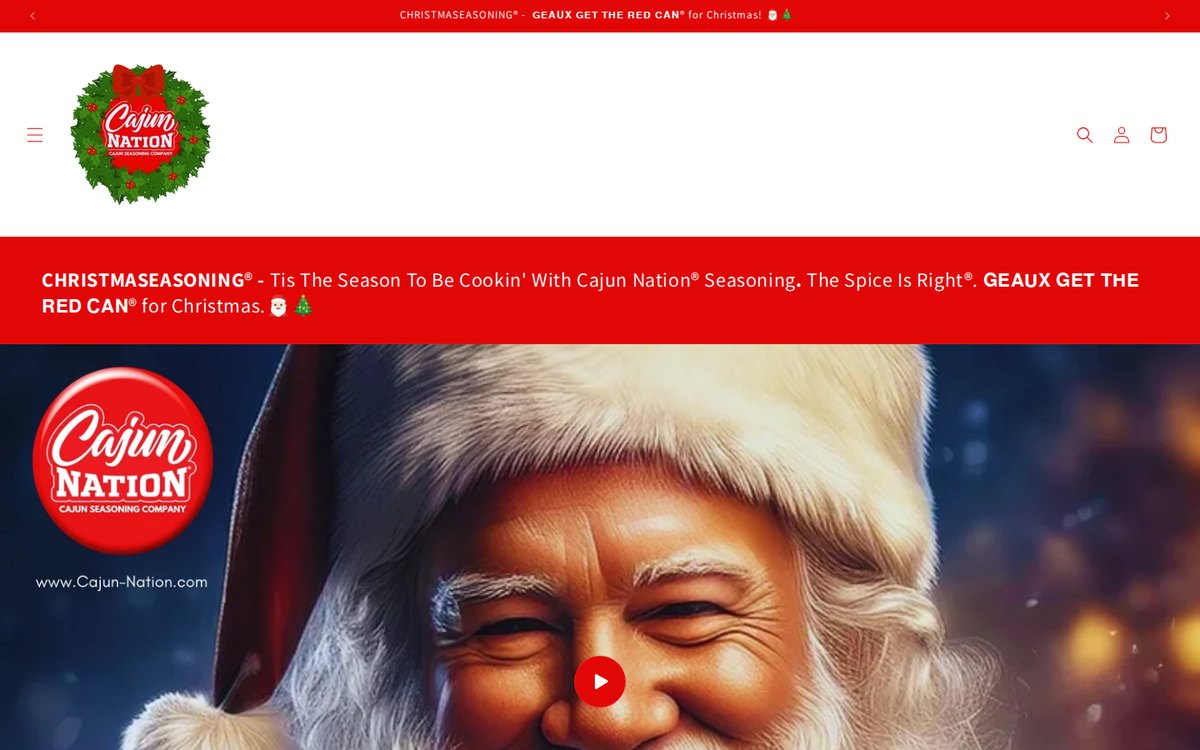 CHRISTMASEASONING® - GEAUX GET THE RED CAN® for Christmas! 🎅🏻🎄
Cajun
NATION
CAJUN SEASONING COMPANY
CHRISTMASEASONING® - Tis The Season To Be Cookin' With Cajun Nation® Seasoning. The Spice Is Right®. GEAUX GET THE
RED CAN® for Christmas. 🎅🏻🎄
Cajun
NATION
CAJUN SEASONING COMPANY
www.Cajun-Nation.com